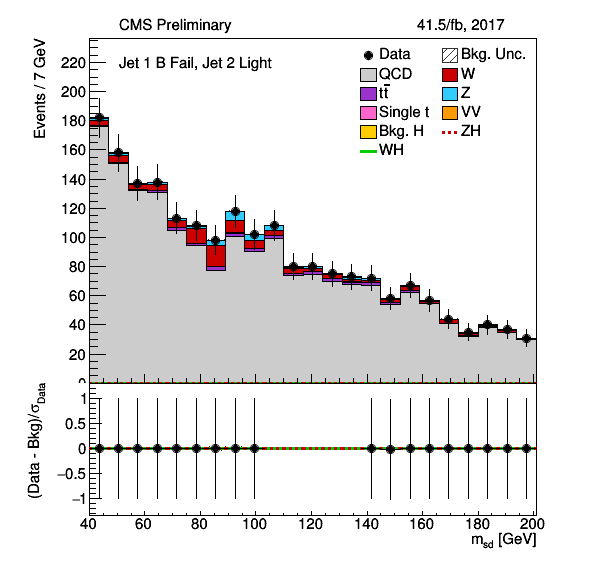 CMS Preliminary 41.5/fb, 2017
Events / 7 GeV
Jet 1 B Fail, Jet 2 Light
Data Bkg. Unc.
QCD W
tt̅ Z
Single t VV
Bkg. H ZH
WH
220
200
180
160
140
120
100
80
60
40
20
0
(Data - Bkg)/σData
1
0.5
0
−0.5
−1
40 60 80 100 120 140 160 180 200
msd [GeV]